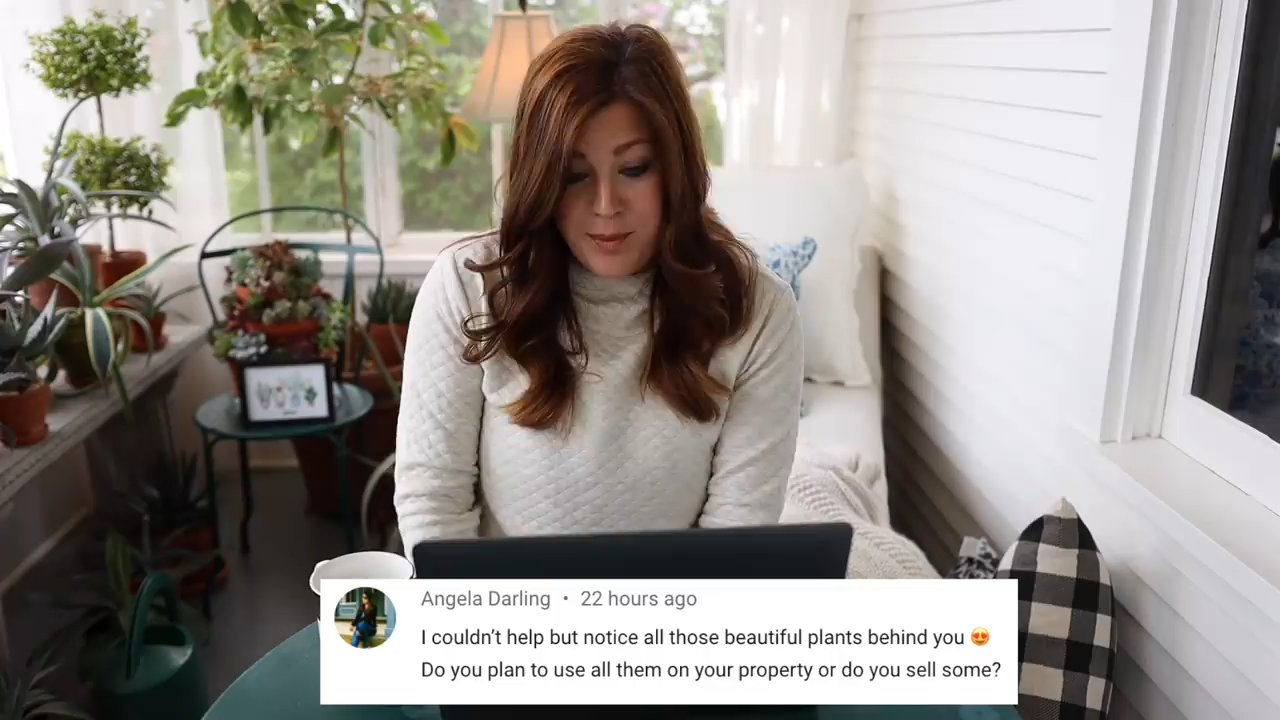 Angela Darling • 22 hours ago
I couldn’t help but notice all those beautiful plants behind you 😍
Do you plan to use all them on your property or do you sell some?